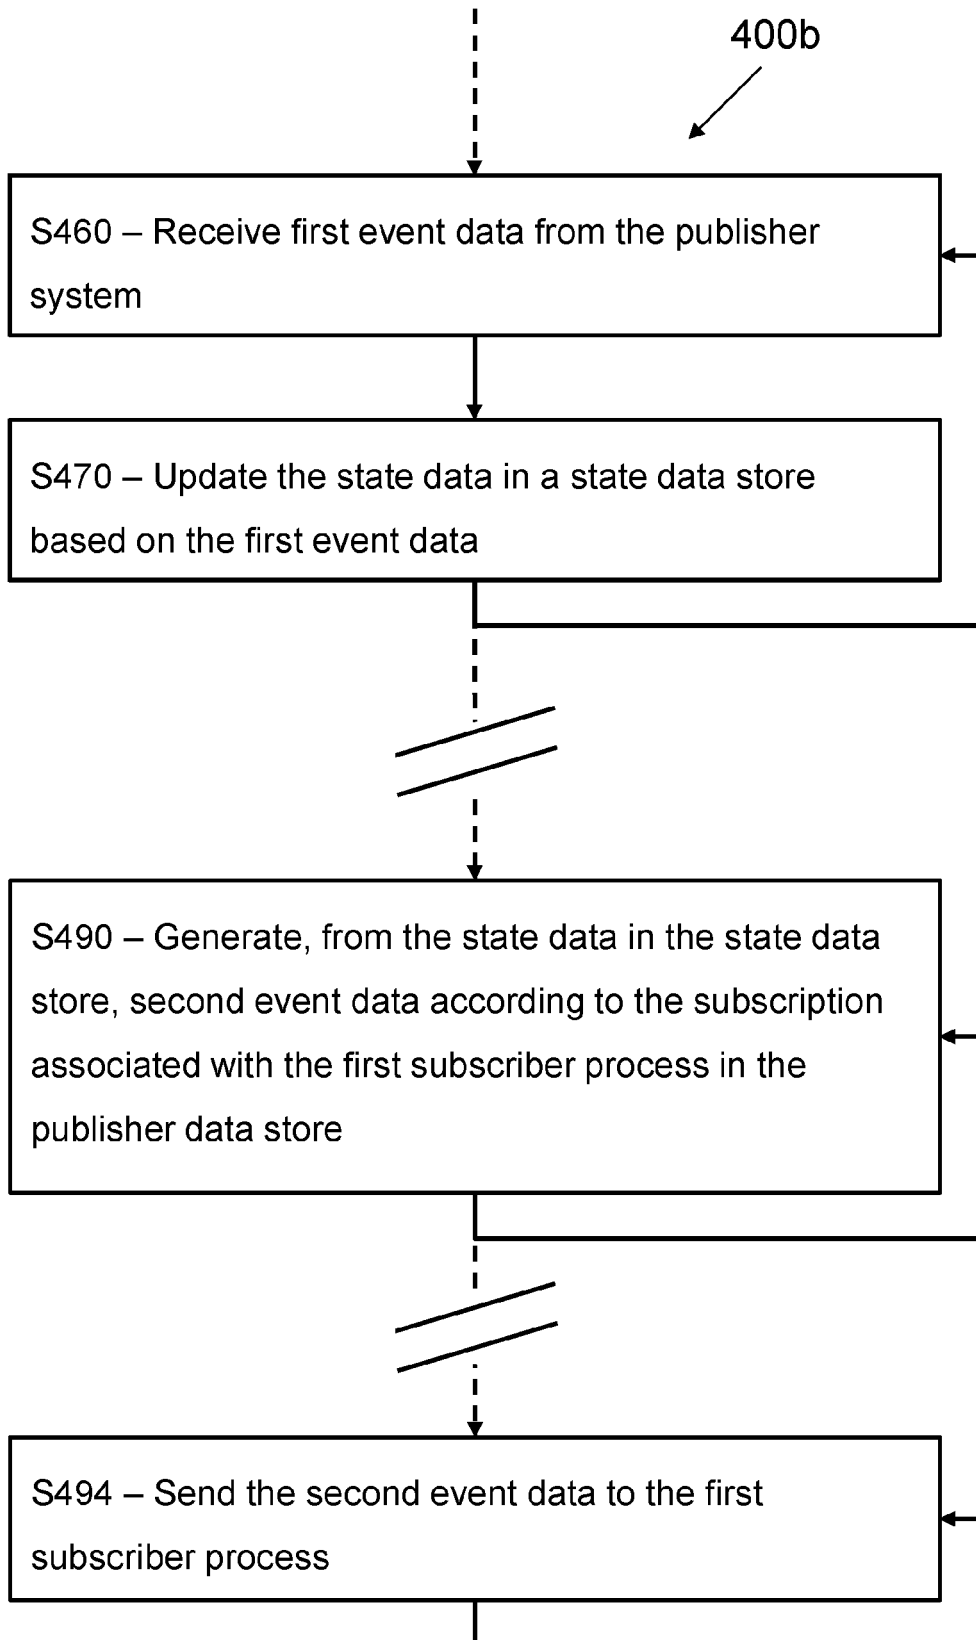 400b
S460 – Receive first event data from the publisher
system
S470 – Update the state data in a state data store
based on the first event data
S490 – Generate, from the state data in the state data
store, second event data according to the subscription
associated with the first subscriber process in the
publisher data store
S494 – Send the second event data to the first
subscriber process